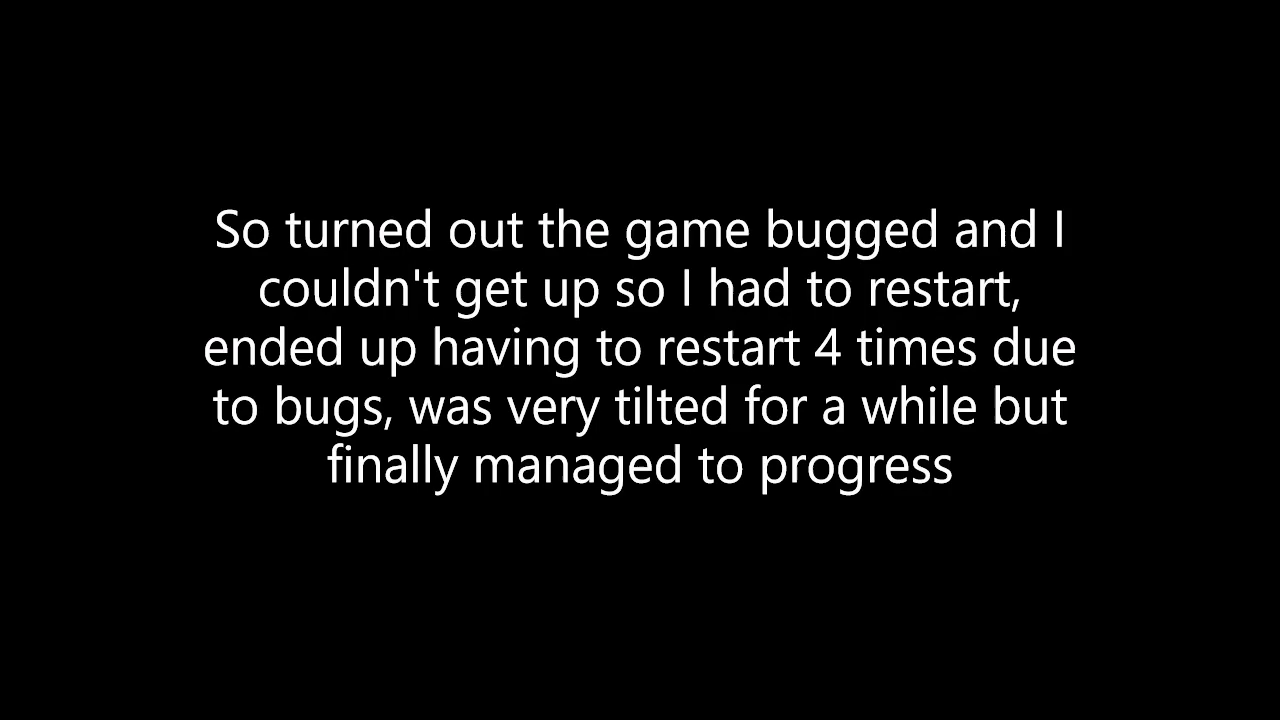 So turned out the game bugged and I
couldn't get up so I had to restart,
ended up having to restart 4 times due
to bugs, was very tilted for a while but
finally managed to progress